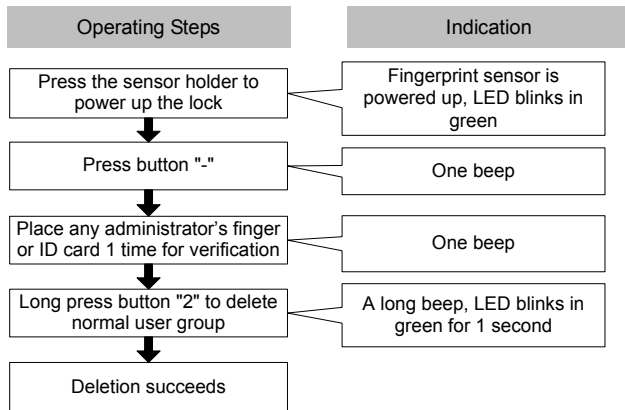 Operating Steps
Indication
Press the sensor holder to
power up the lock
Fingerprint sensor is
powered up, LED blinks in
green
Press button "-"
One beep
Place any administrator’s finger
or ID card 1 time for verification
One beep
Long press button "2" to delete
normal user group
A long beep, LED blinks in
green for 1 second
Deletion succeeds